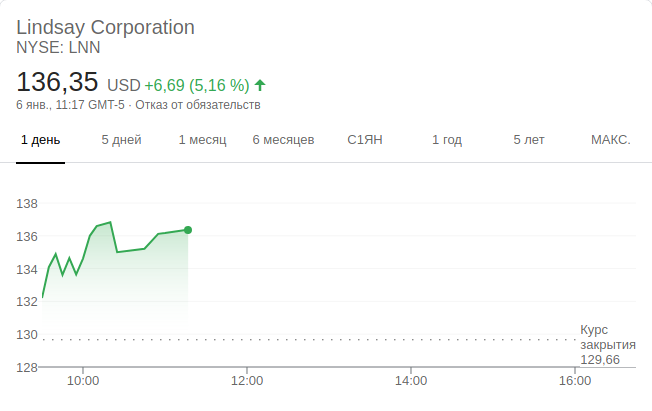 Lindsay Corporation
NYSE: LNN
136,35 USD +6,69 (5,16 %)
6 янв., 11:17 GMT-5 · Отказ от обязательств
1 день 5 дней 1 месяц 6 месяцев С1ЯН 1 год 5 лет МАКС.
138
136
134
132
130
128
Курс
закрытия
129,66
10:00 12:00 14:00 16:00